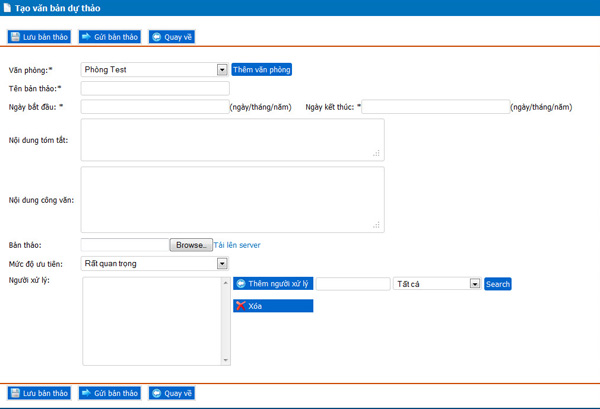 Tạo văn bản dự thảo
Lưu bản thảo Gửi bản thảo Quay về
Văn phòng:* Phòng Test Thêm văn phòng
Tên bản thảo:*
Ngày bắt đầu: * (ngày/tháng/năm) Ngày kết thúc: * (ngày/tháng/năm)
Nội dung tóm tắt:
Nội dung công văn:
Bản thảo: Browse.. Tải lên server
Mức độ ưu tiên: Rất quan trọng
Người xử lý: Thêm người xử lý Tất cả Search
Xóa
Lưu bản thảo Gửi bản thảo Quay về